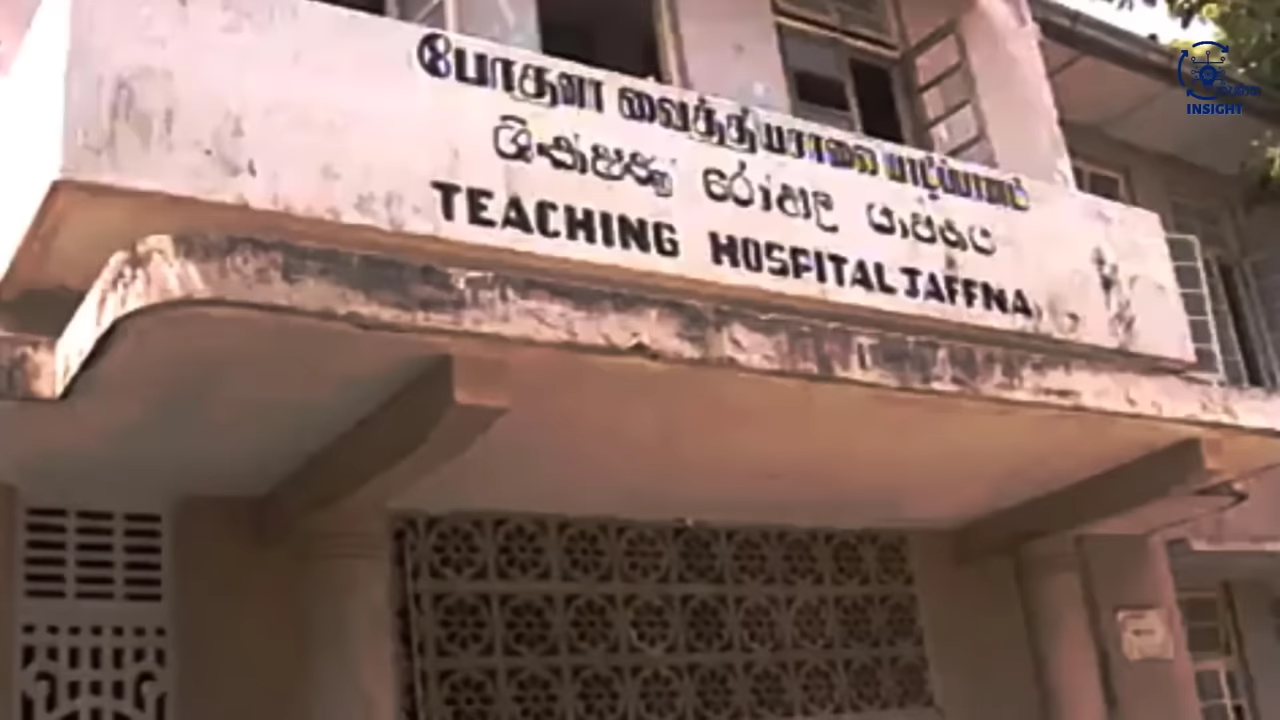 போதனா வைத்தியசாலை யாழ்ப்பாணம்
ශික්ෂණ රෝහල යාපනය
TEACHING HOSPITAL JAFFNA
INSIGHT